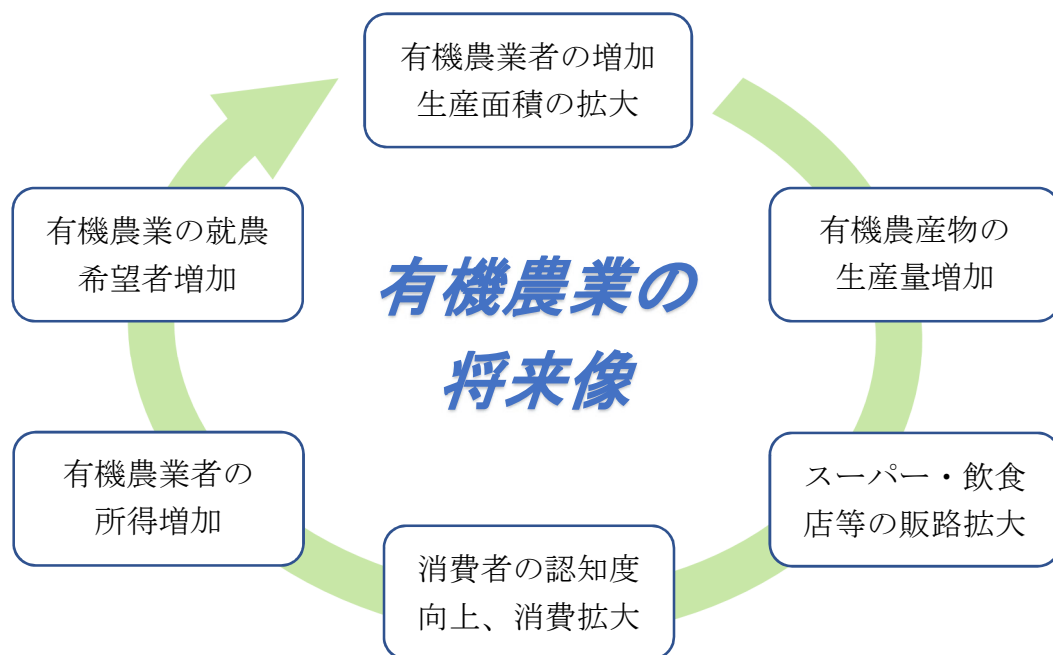 有機農業者の増加
生産面積の拡大
有機農産物の
生産量増加
スーパー・飲食
店等の販路拡大
消費者の認知度
向上、消費拡大
有機農業者の
所得増加
有機農業の就農
希望者増加
有機農業の
将来像